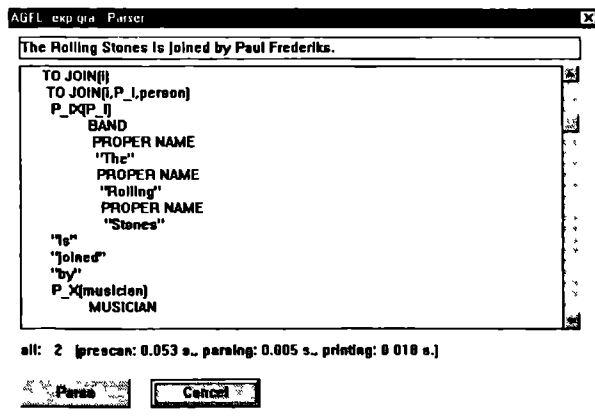 AGFL exp gra Parser
The Rolling Stones Is Joined by Paul Frederiks.
TO JOIN(i)
TO JOIN(i,P_I,person)
P_IX(P_I)
BAND
PROPER NAME
"The"
PROPER NAME
"Rolling"
PROPER NAME
"Stones"
"Is"
"joined"
"by"
P_X(musician)
MUSICIAN
all: 2 [prescan: 0.053 s., parsing: 0.005 s., printing: 0 018 s.]
Parse Cancel